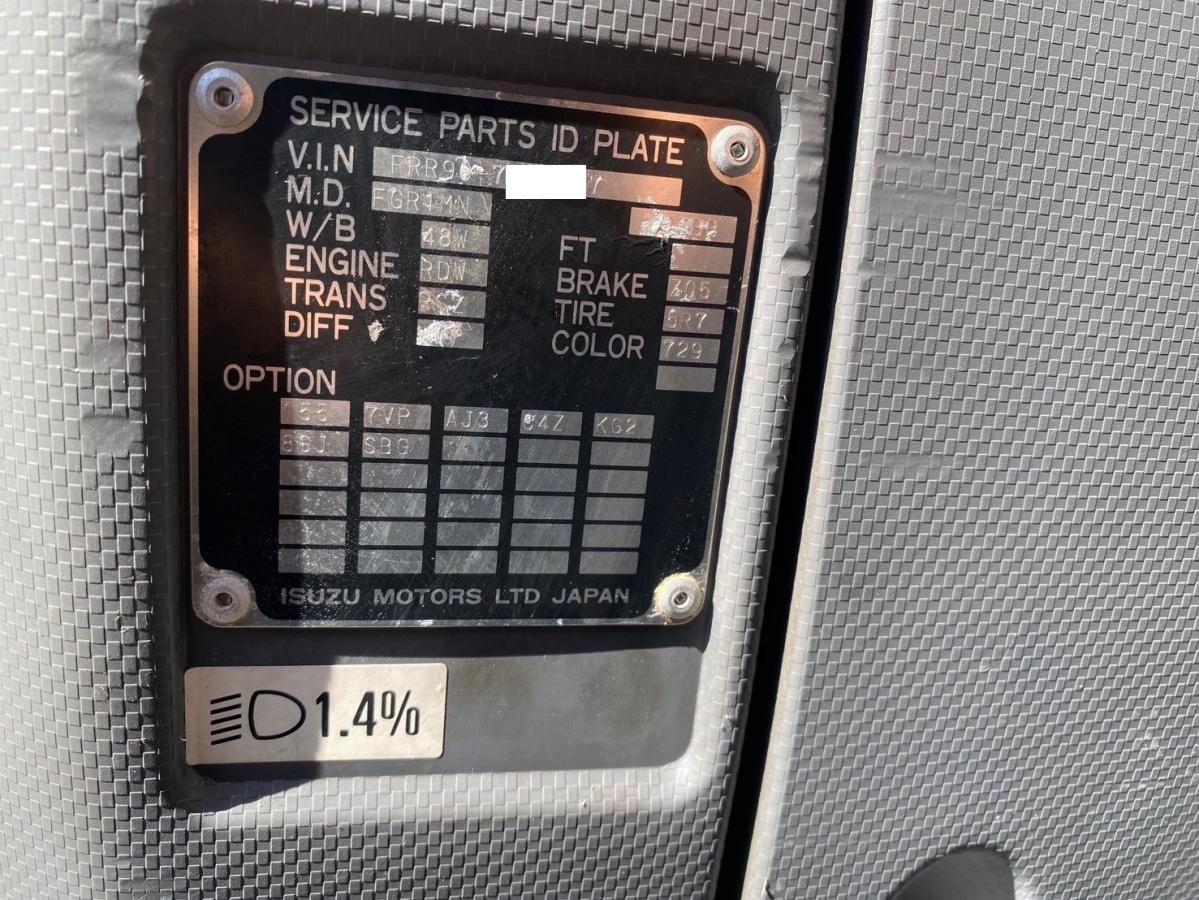 SERVICE PARTS ID PLATE
V.I.N
M.D.
W/B 48W
ENGINE RDW
TRANS
DIFF
FT
BRAKE
TIRE 5R7
COLOR 729
OPTION
7VP AJ3 KG2
SBG
ISUZU MOTORS LTD JAPAN
1.4%